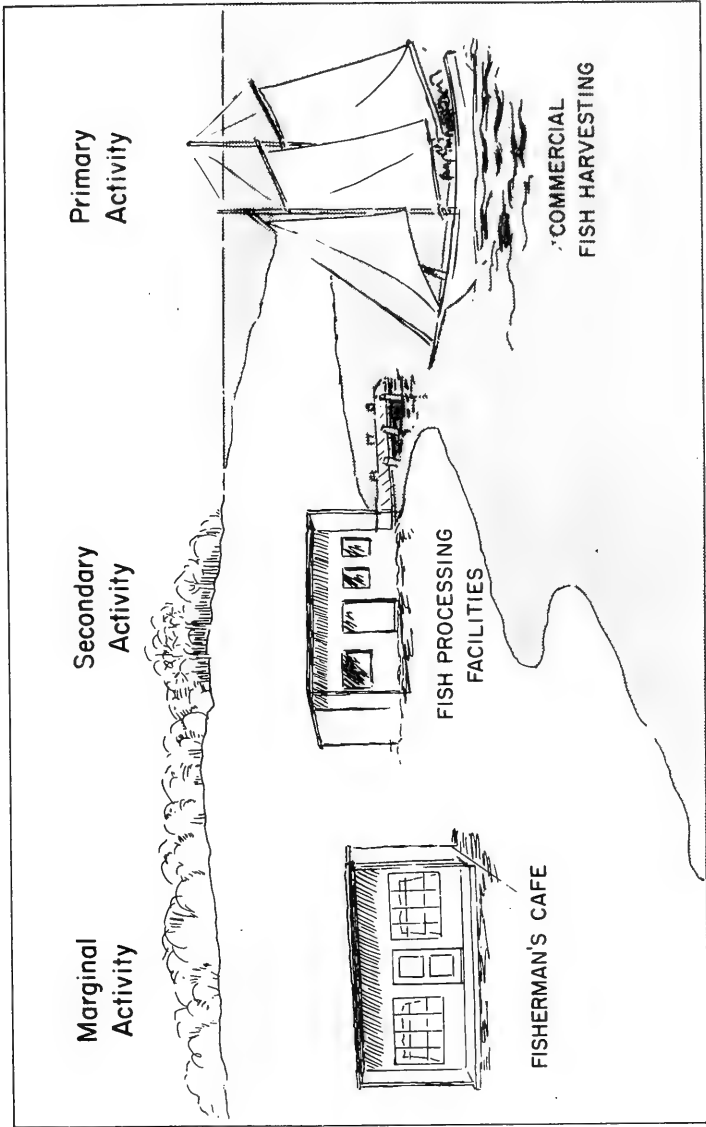 Marginal
Activity
Secondary
Activity
Primary
Activity
FISHERMAN'S CAFE
FISH PROCESSING
FACILITIES
COMMERCIAL
FISH HARVESTING